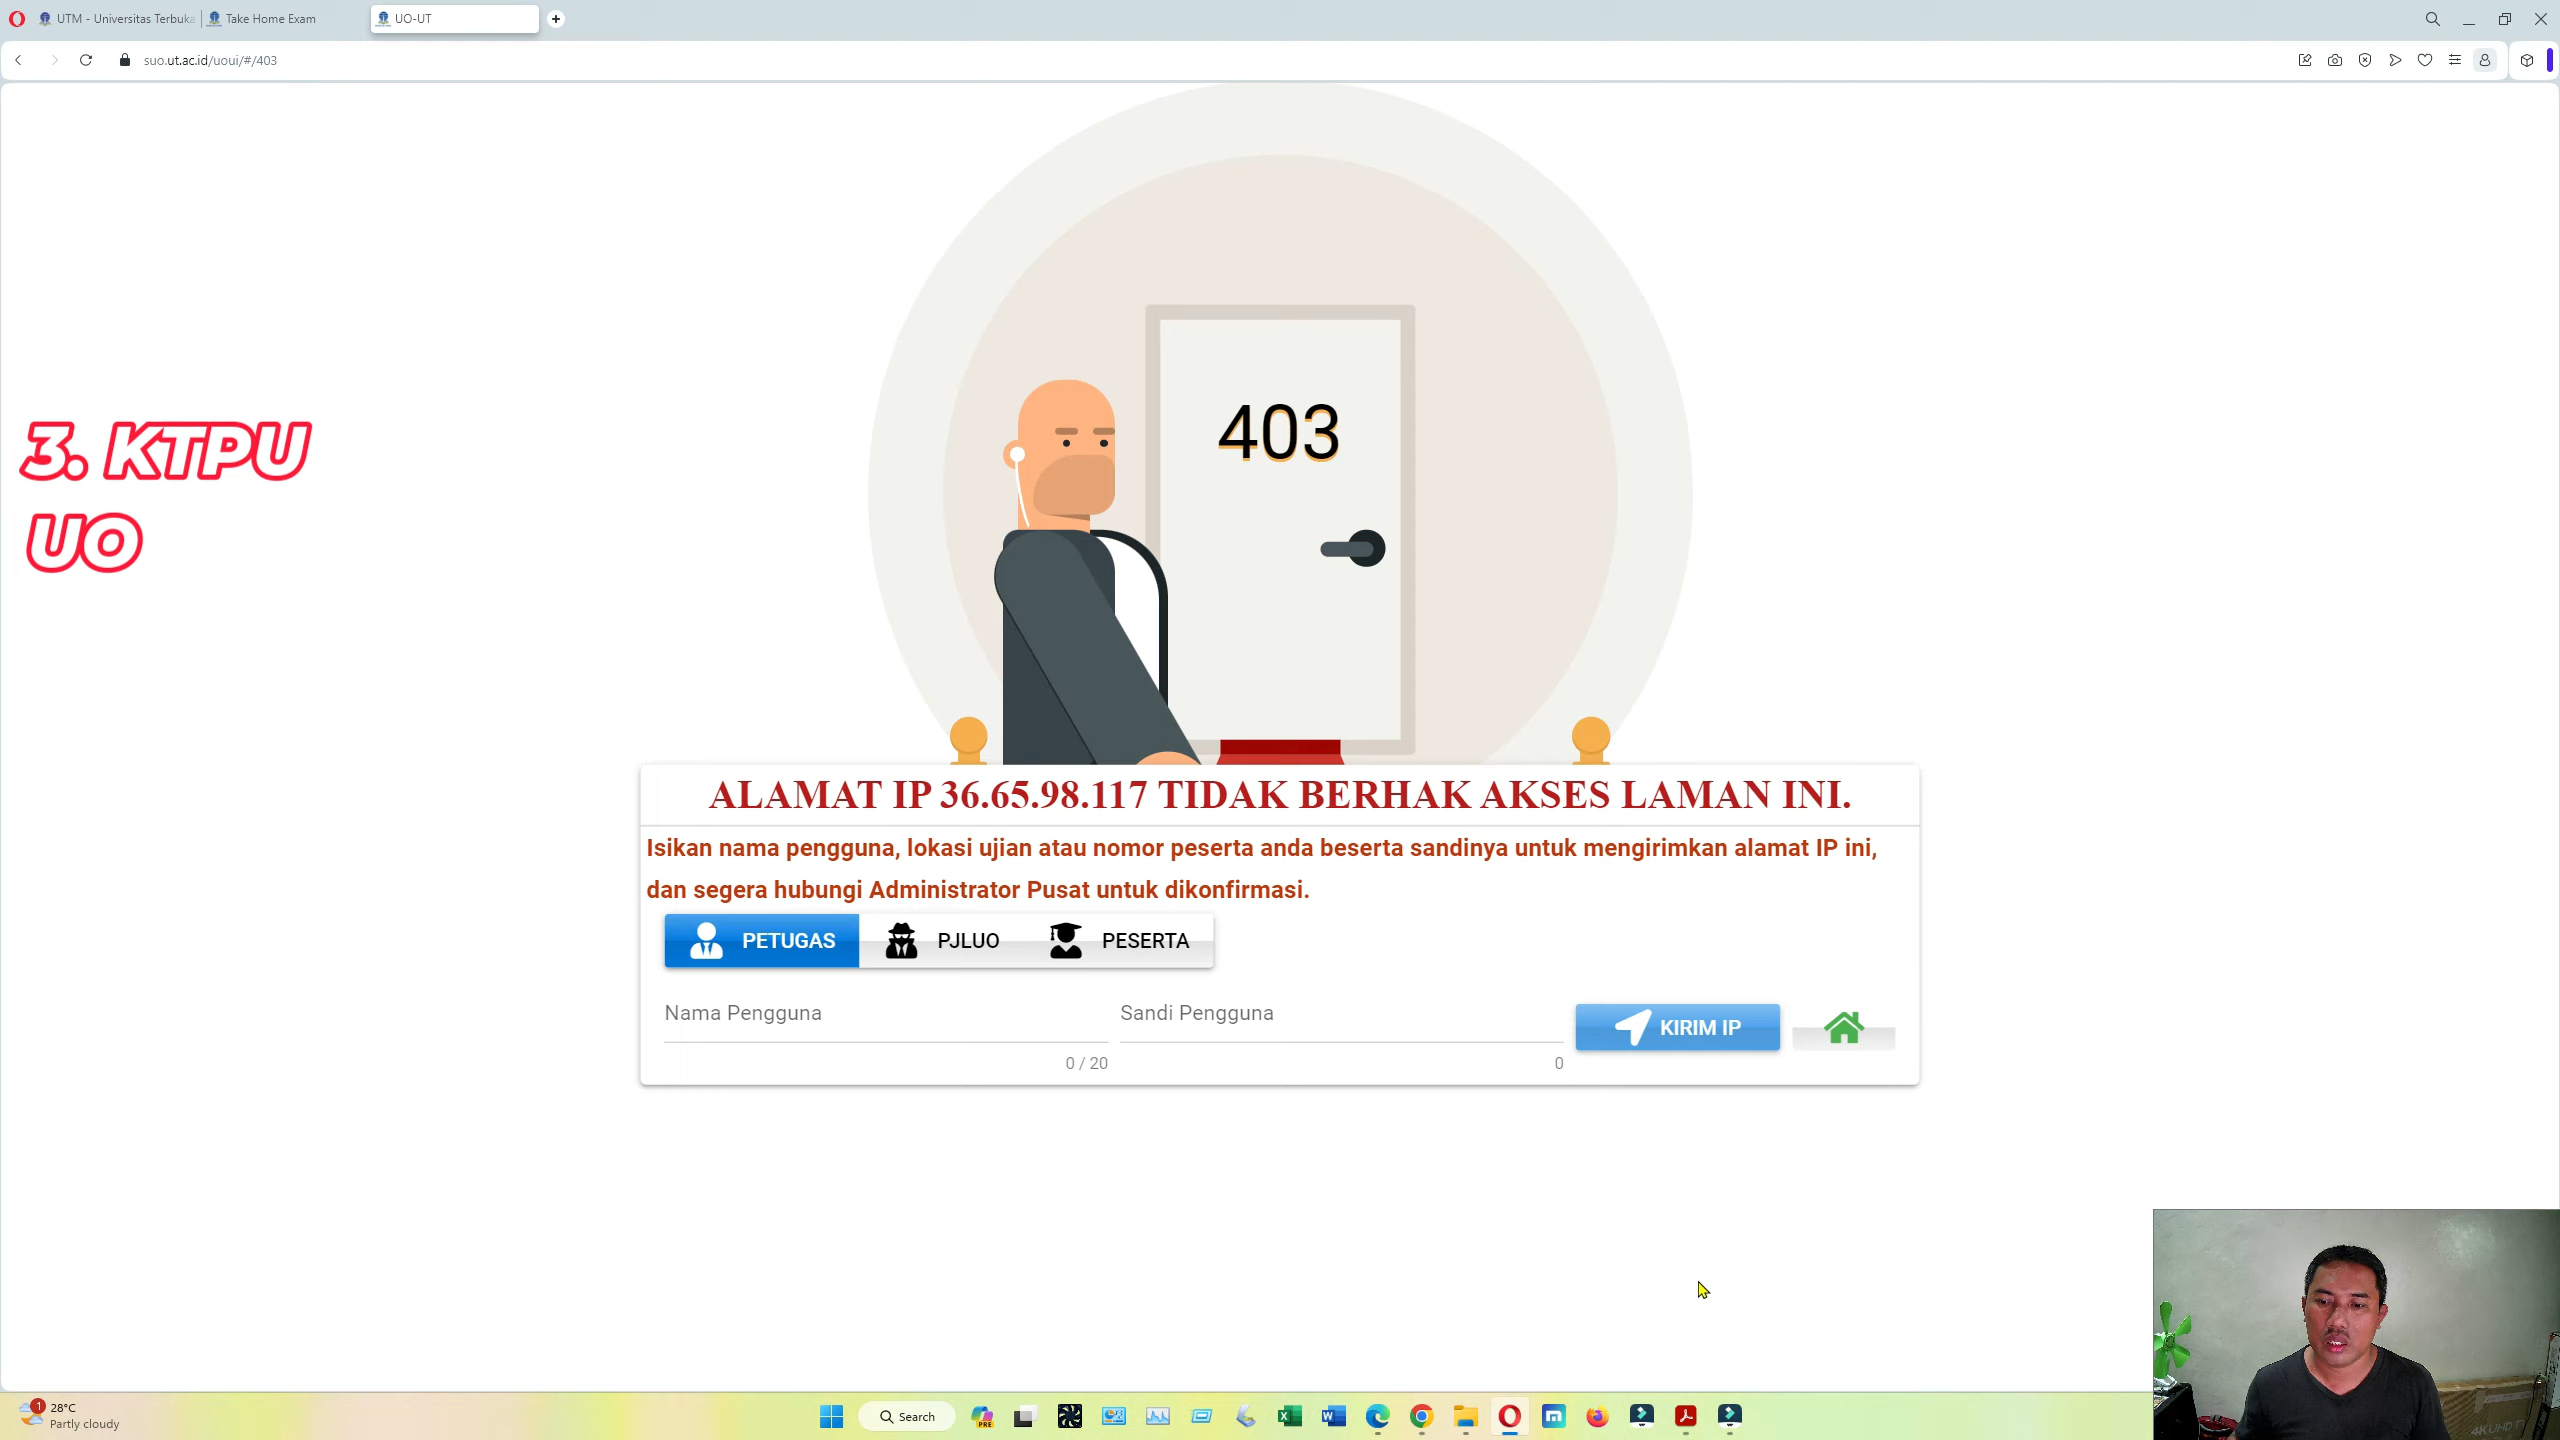 UTM - Universitas Terbuka
Take Home Exam
UO-UT
suo.ut.ac.id/uoui/#/403
403
3. KTPU
UO
ALAMAT IP 36.65.98.117 TIDAK BERHAK AKSES LAMAN INI.
Isikan nama pengguna, lokasi ujian atau nomor peserta anda beserta sandinya untuk mengirimkan alamat IP ini,
dan segera hubungi Administrator Pusat untuk dikonfirmasi.
PETUGAS
PJLUO
PESERTA
Nama Pengguna
Sandi Pengguna
KIRIM IP
0 / 20
0
1
28°C
Partly cloudy
Search
PRE